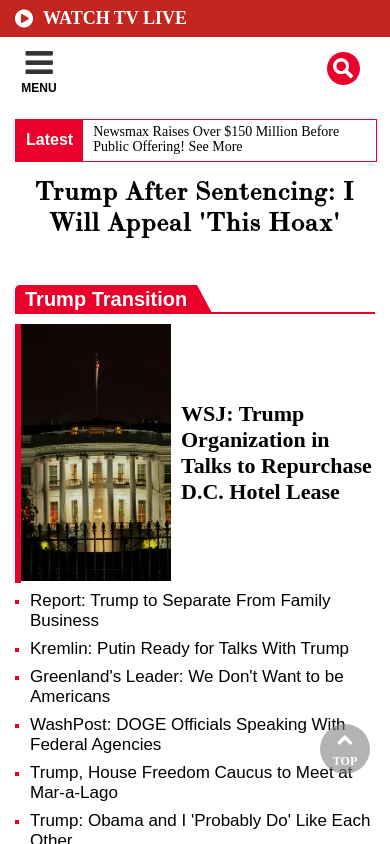 WATCH TV LIVE
MENU
Latest
Newsmax Raises Over $150 Million Before
Public Offering! See More
Trump After Sentencing: I
Will Appeal 'This Hoax'
Trump Transition
WSJ: Trump
Organization in
Talks to Repurchase
D.C. Hotel Lease
Report: Trump to Separate From Family
Business
Kremlin: Putin Ready for Talks With Trump
Greenland's Leader: We Don't Want to be
Americans
WashPost: DOGE Officials Speaking With
Federal Agencies
TOP
Trump, House Freedom Caucus to Meet at
Mar-a-Lago
Trump: Obama and I 'Probably Do' Like Each
Other